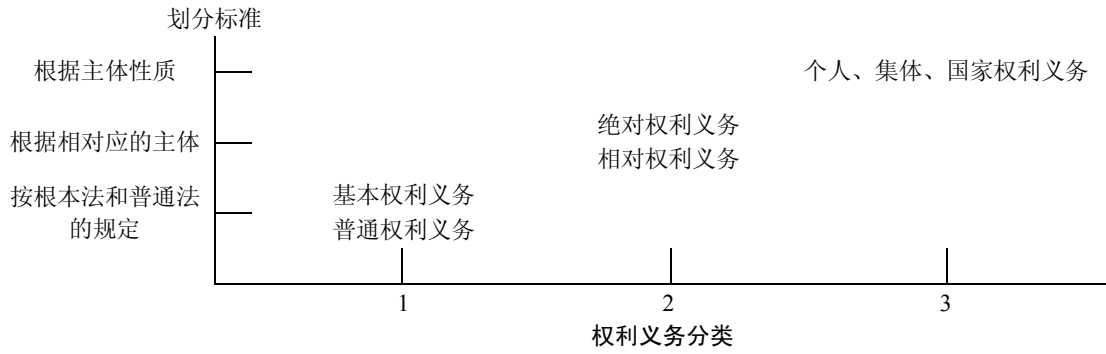 划分标准
根据主体性质
个人、集体、国家权利义务
根据相对应的主体
绝对权利义务
相对权利义务
按根本法和普通法
的规定
基本权利义务
普通权利义务
1
2
3
权利义务分类